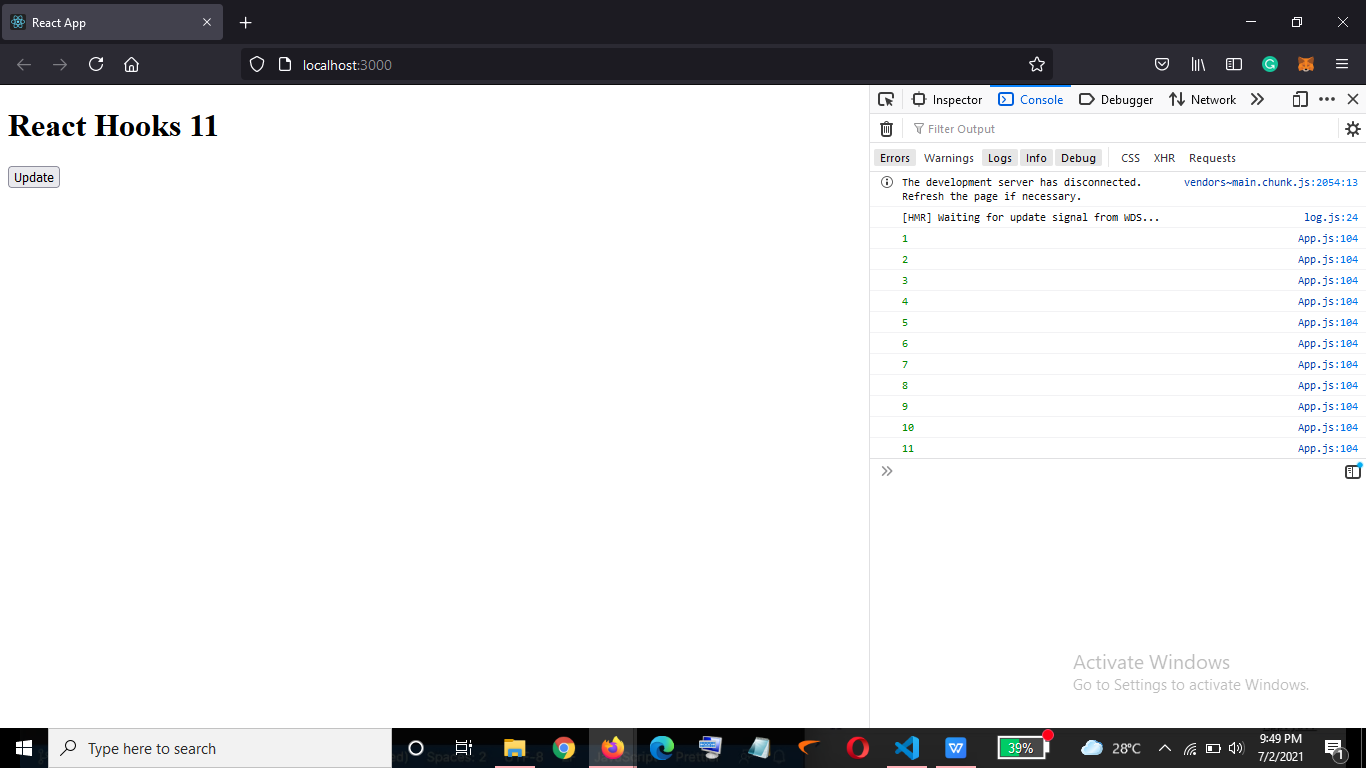 React App
localhost:3000
React Hooks 11
Update
Inspector
Console
Debugger
Network
Filter Output
Errors
Warnings
Logs
Info
Debug
CSS
XHR
Requests
The development server has disconnected. vendors~main.chunk.js:2054:13
Refresh the page if necessary.
[HMR] Waiting for update signal from WDS... log.js:24
1 App.js:104
2 App.js:104
3 App.js:104
4 App.js:104
5 App.js:104
6 App.js:104
7 App.js:104
8 App.js:104
9 App.js:104
10 App.js:104
11 App.js:104
Activate Windows
Go to Settings to activate Windows.
Type here to search
39%
28°C
9:49 PM
7/2/2021
1